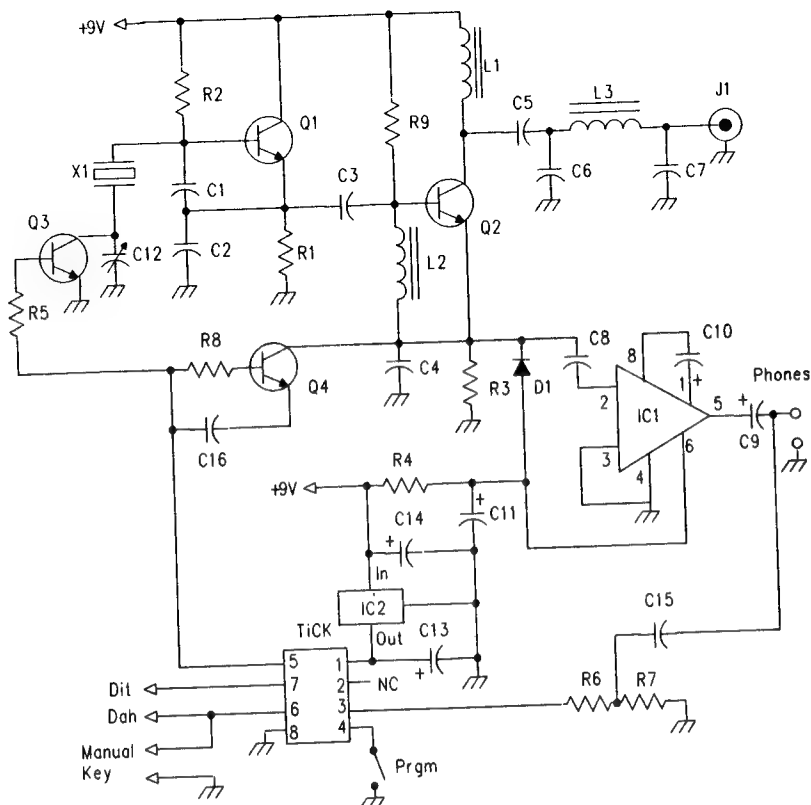 +9V
L1
R2
Q1
R9
C5
L3
J1
X1
C1
C3
C6
C7
Q3
Q2
C12
C2
R1
L2
R5
R8
C8
C10
Q4
C4
R3
D1
8
1 +
Phones
2
IC1
5
+
C16
3
6
C9
R4
4
+9V
+
C14
C11
+
In
IC2
C15
TiCK
Out
C13
5
1
+
R6
R7
Dit
7
2
NC
Dah
6
3
8
4
Manual
Key
Prgm